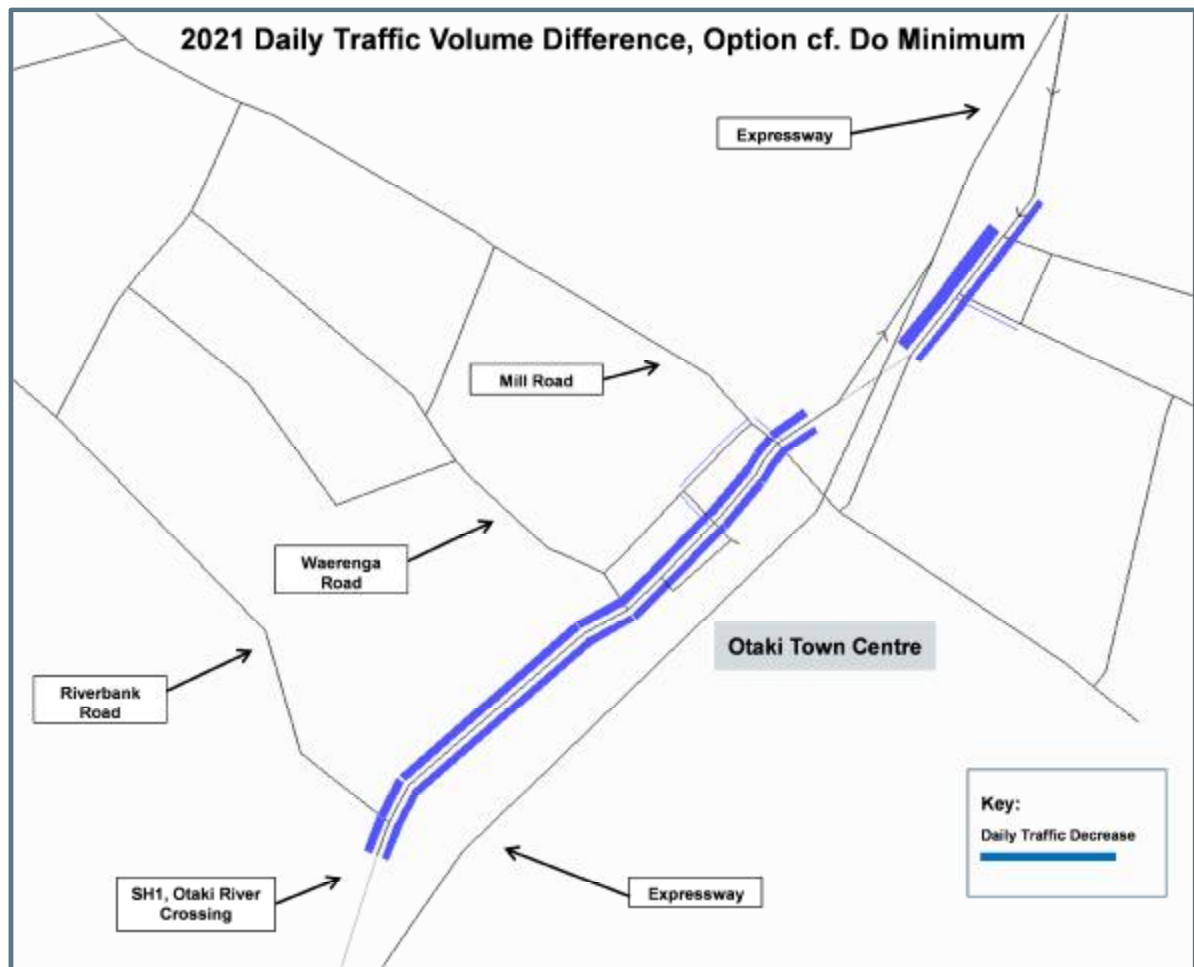 2021 Daily Traffic Volume Difference, Option cf. Do Minimum
Expressway
Mill Road
Waerenga
Road
Otaki Town Centre
Riverbank
Road
Key:
Daily Traffic Decrease
SH1, Otaki River
Crossing
Expressway